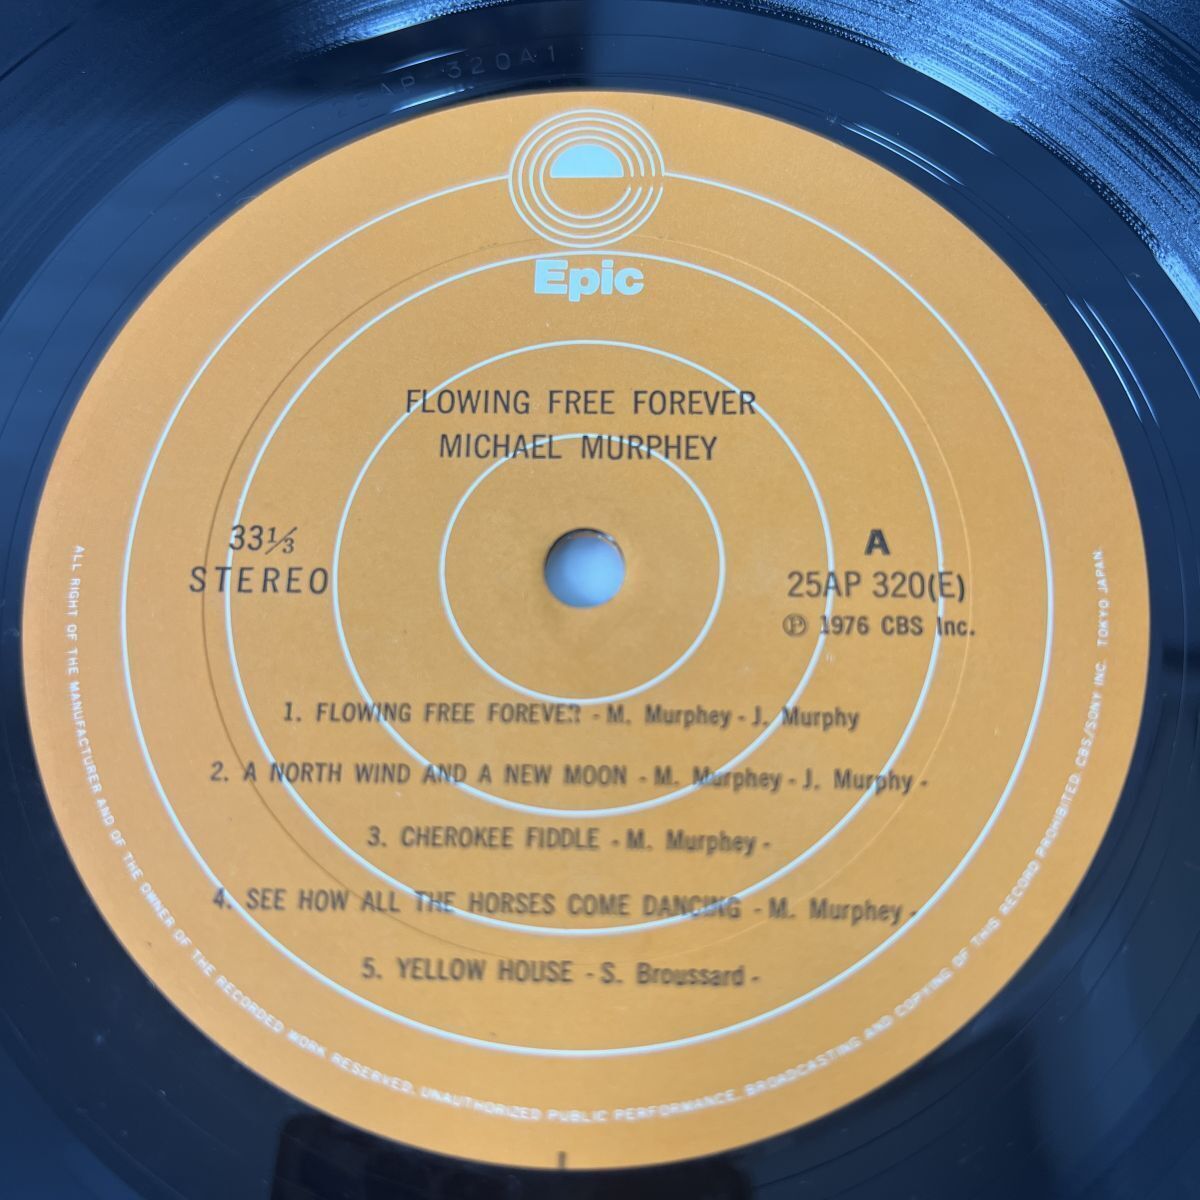 25AP 320A1
Epic
FLOWING FREE FOREVER
MICHAEL MURPHEY
33⅓
STEREO
A
25AP 320(E)
Ⓟ 1976 CBS Inc.
1. FLOWING FREE FOREVER - M. Murphey - J. Murphy
2. A NORTH WIND AND A NEW MOON - M. Murphey - J. Murphy -
3. CHEROKEE FIDDLE - M. Murphey -
4. SEE HOW ALL THE HORSES COME DANCING - M. Murphey -
5. YELLOW HOUSE - S. Broussard -
ALL RIGHT OF THE MANUFACTURER AND OF THE OWNER OF THE RECORDED WORK RESERVED. UNAUTHORIZED PUBLIC PERFORMANCE. BROADCASTING AND COPYING OF THIS RECORD PROHIBITED. CBS/SONY INC. TOKYO JAPAN.